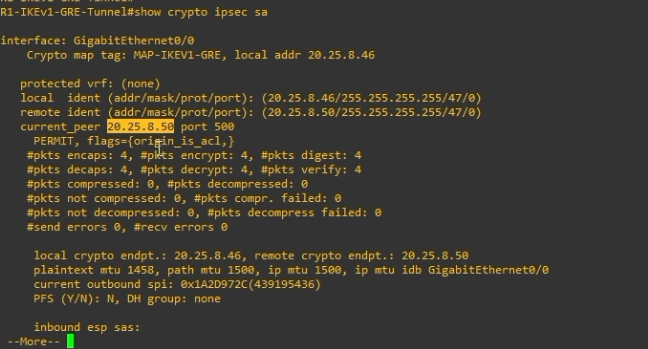 R1-IKEv1-GRE-Tunnel#show crypto ipsec sa
interface: GigabitEthernet0/0
Crypto map tag: MAP-IKEV1-GRE, local addr 20.25.8.46
protected vrf: (none)
local  ident (addr/mask/prot/port): (20.25.8.46/255.255.255.255/47/0)
remote ident (addr/mask/prot/port): (20.25.8.50/255.255.255.255/47/0)
current_peer 20.25.8.50 port 500
PERMIT, flags={origin_is_acl,}
#pkts encaps: 4, #pkts encrypt: 4, #pkts digest: 4
#pkts decaps: 4, #pkts decrypt: 4, #pkts verify: 4
#pkts compressed: 0, #pkts decompressed: 0
#pkts not compressed: 0, #pkts compr. failed: 0
#pkts not decompressed: 0, #pkts decompress failed: 0
#send errors 0, #recv errors 0
local crypto endpt.: 20.25.8.46, remote crypto endpt.: 20.25.8.50
plaintext mtu 1458, path mtu 1500, ip mtu 1500, ip mtu idb GigabitEthernet0/0
current outbound spi: 0x1A2D972C(439195436)
PFS (Y/N): N, DH group: none
inbound esp sas:
--More--